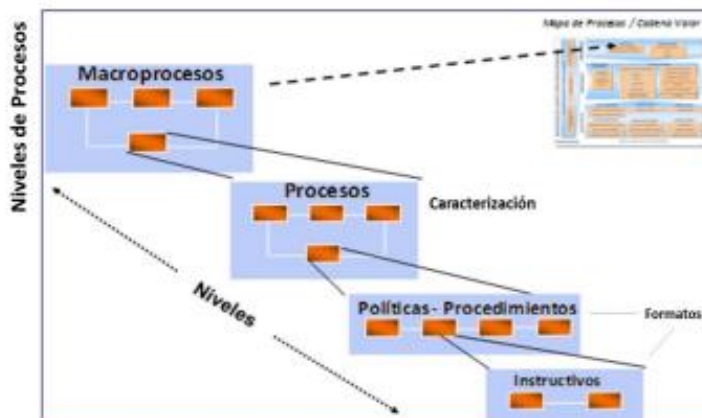 Mapa de Procesos / Cadena Valor
Niveles de Procesos
Macroprocesos
Procesos
Caracterización
Niveles
Políticas- Procedimientos
Formatos
Instructivos